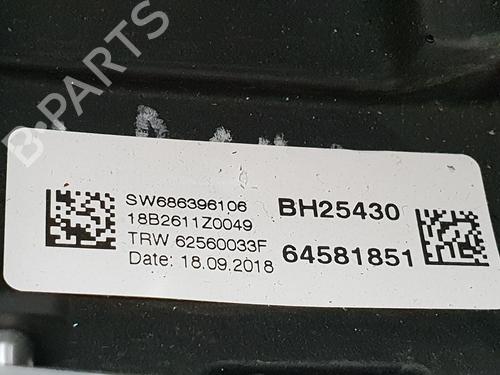 B-PARTS
SW686396106
18B2611Z0049
TRW 62560033F
Date: 18.09.2018
BH25430
64581851